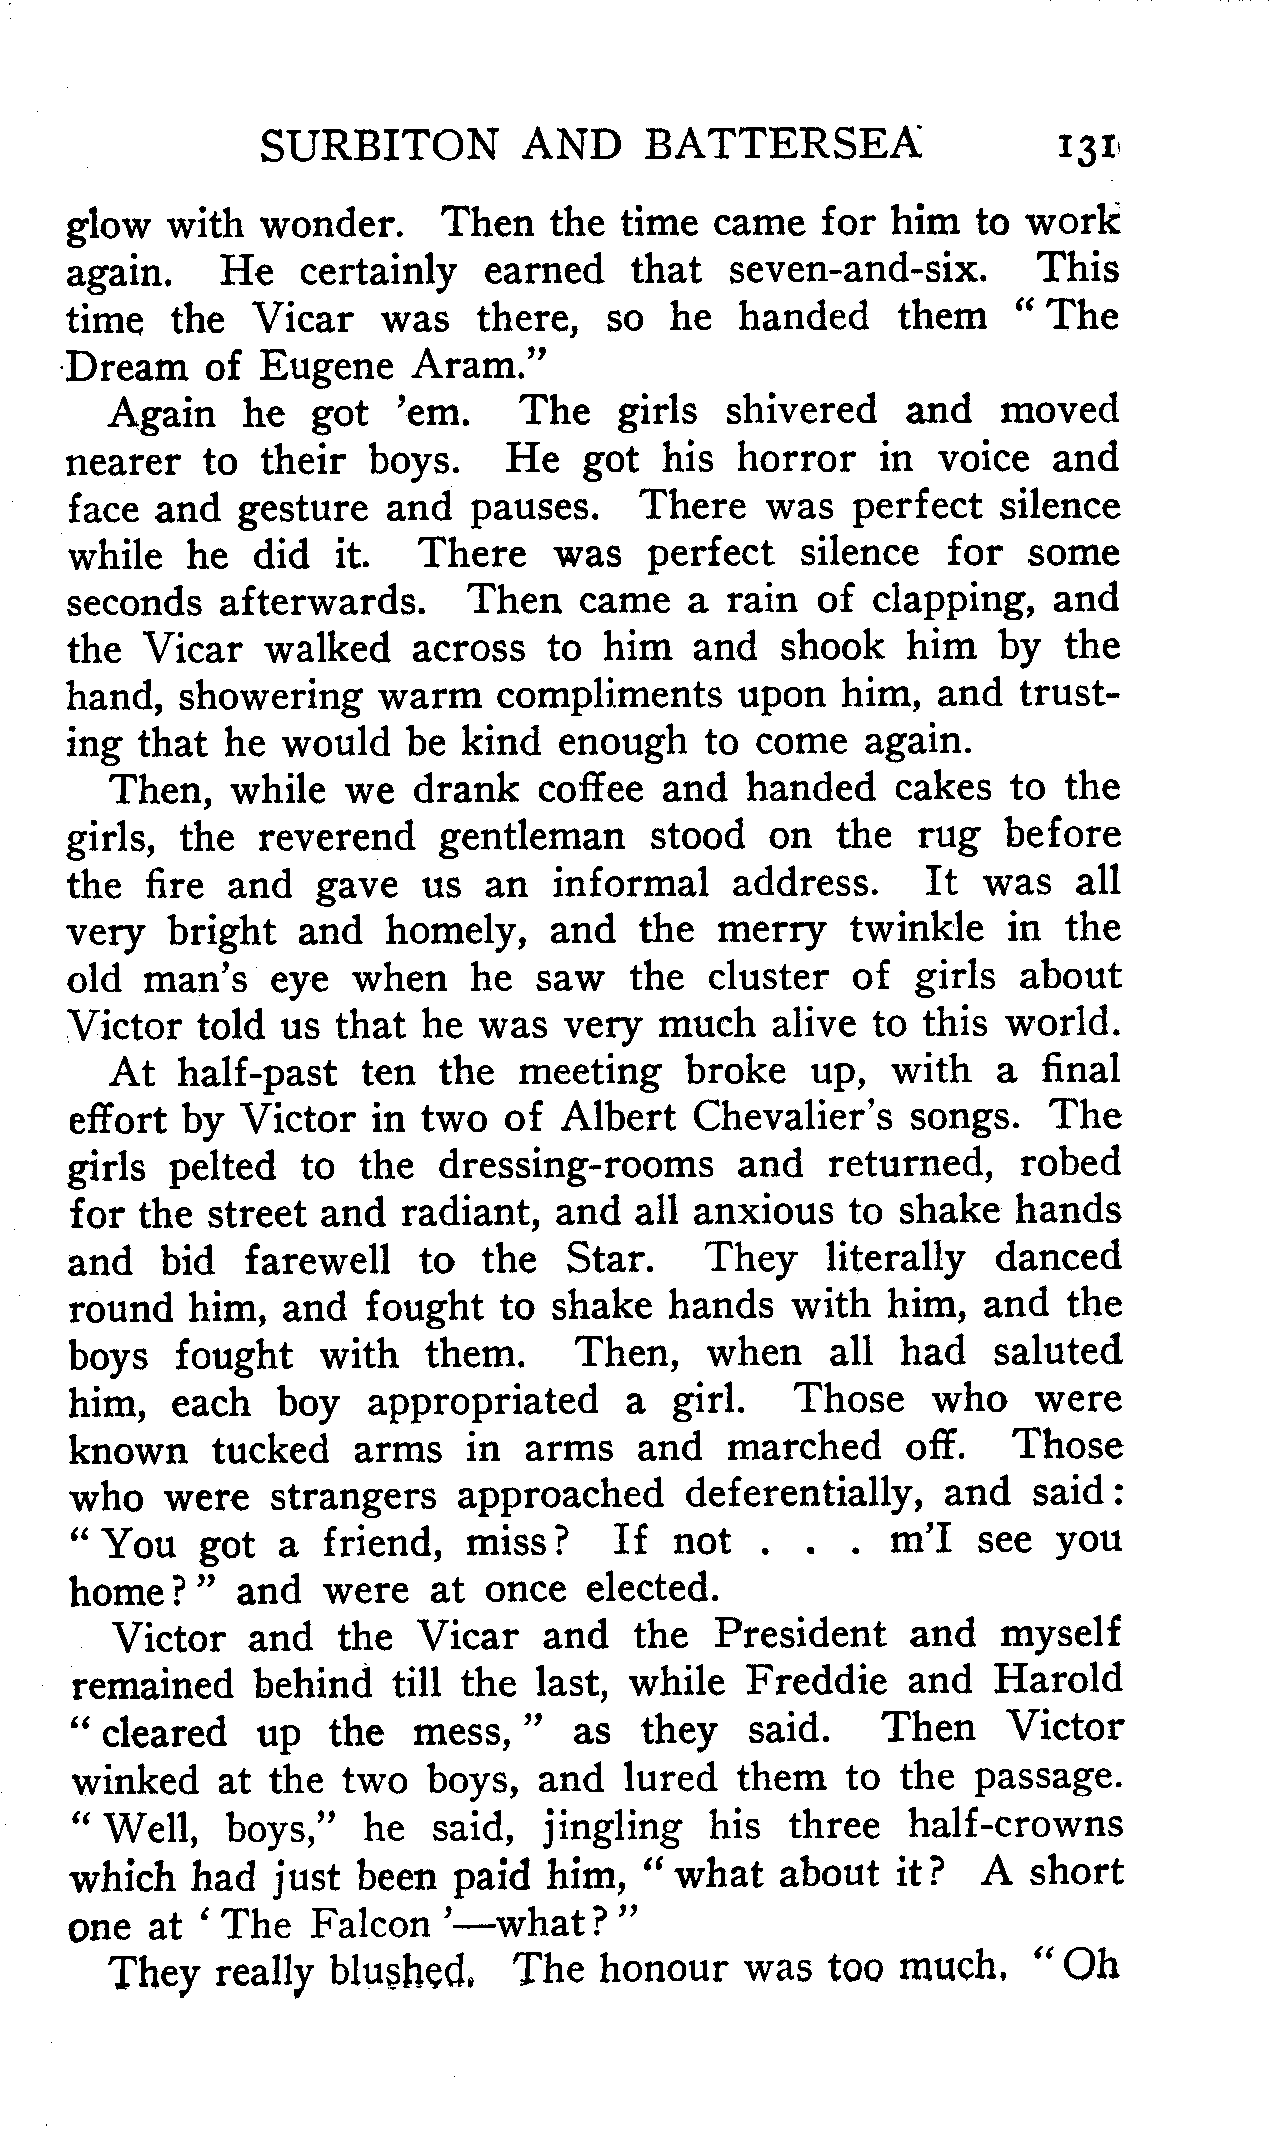 SURBITON AND BATTERSEA 131
glow with wonder. Then the time came for him to work
again. He certainly earned that seven-and-six. This
time the Vicar was there, so he handed them “ The
Dream of Eugene Aram.”
Again he got ’em. The girls shivered and moved
nearer to their boys. He got his horror in voice and
face and gesture and pauses. There was perfect silence
while he did it. There was perfect silence for some
seconds afterwards. Then came a rain of clapping, and
the Vicar walked across to him and shook him by the
hand, showering warm compliments upon him, and trust-
ing that he would be kind enough to come again.
Then, while we drank coffee and handed cakes to the
girls, the reverend gentleman stood on the rug before
the fire and gave us an informal address. It was all
very bright and homely, and the merry twinkle in the
old man’s eye when he saw the cluster of girls about
Victor told us that he was very much alive to this world.
At half-past ten the meeting broke up, with a final
effort by Victor in two of Albert Chevalier’s songs. The
girls pelted to the dressing-rooms and returned, robed
for the street and radiant, and all anxious to shake hands
and bid farewell to the Star. They literally danced
round him, and fought to shake hands with him, and the
boys fought with them. Then, when all had saluted
him, each boy appropriated a girl. Those who were
known tucked arms in arms and marched off. Those
who were strangers approached deferentially, and said:
“ You got a friend, miss? If not . . . m’I see you
home? ” and were at once elected.
Victor and the Vicar and the President and myself
remained behind till the last, while Freddie and Harold
“ cleared up the mess, ” as they said. Then Victor
winked at the two boys, and lured them to the passage.
“ Well, boys,” he said, jingling his three half-crowns
which had just been paid him, “ what about it? A short
one at ‘ The Falcon ’—what? ”
They really blushed. The honour was too much. “ Oh